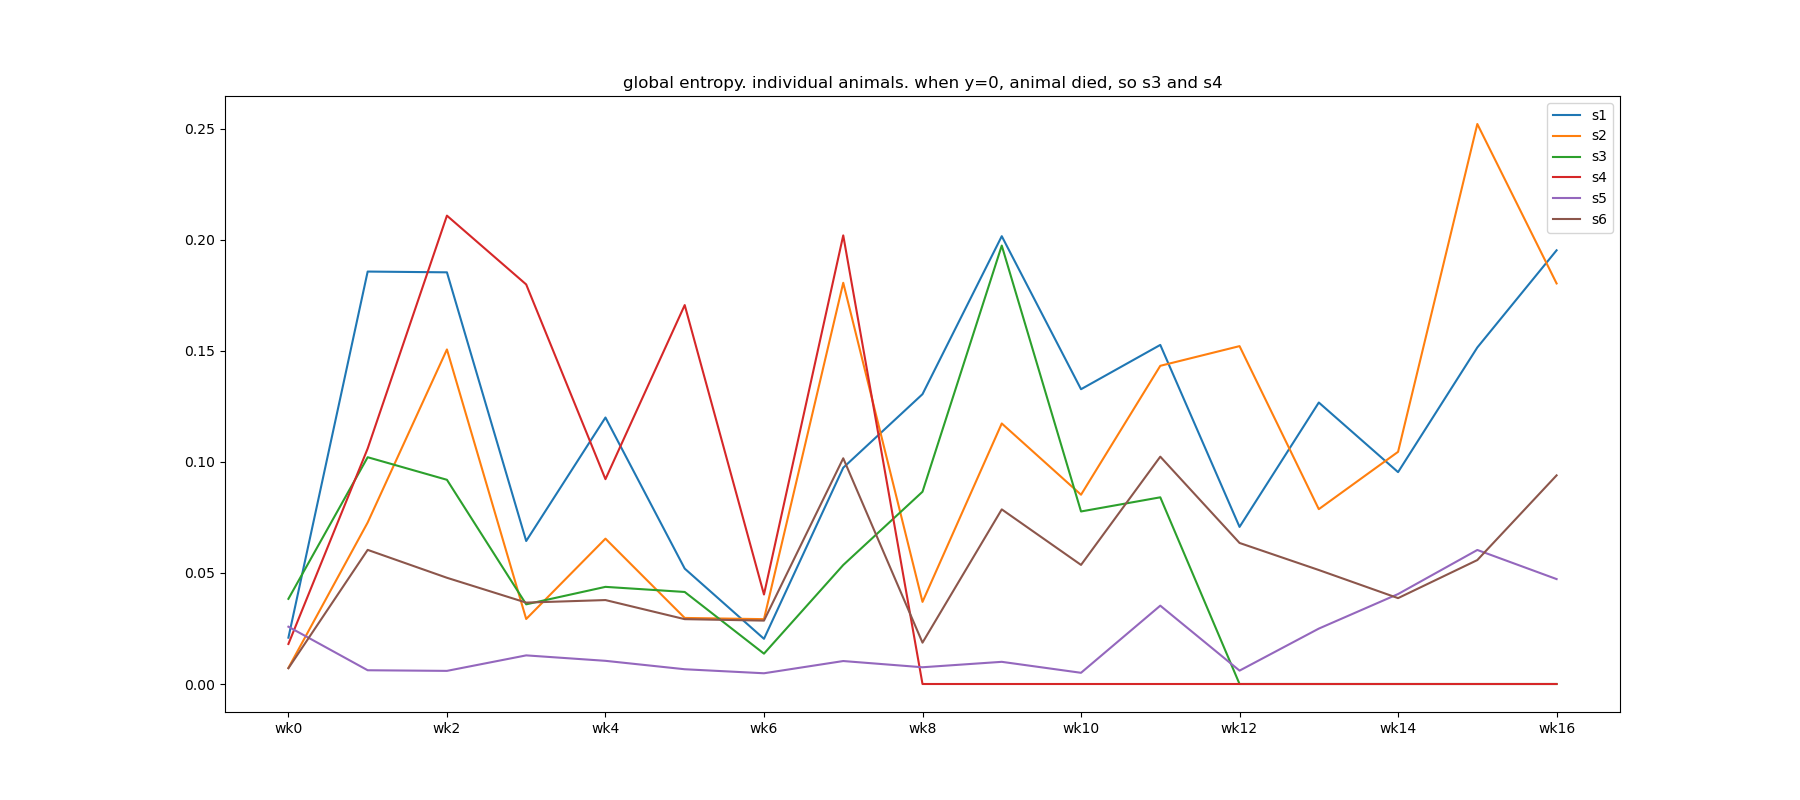 global entropy. individual animals. when y=0, animal died, so s3 and s4
0.25
0.20
0.15
0.10
0.05
0.00
wk0 wk2 wk4 wk6 wk8 wk10 wk12 wk14 wk16
s1
s2
s3
s4
s5
s6